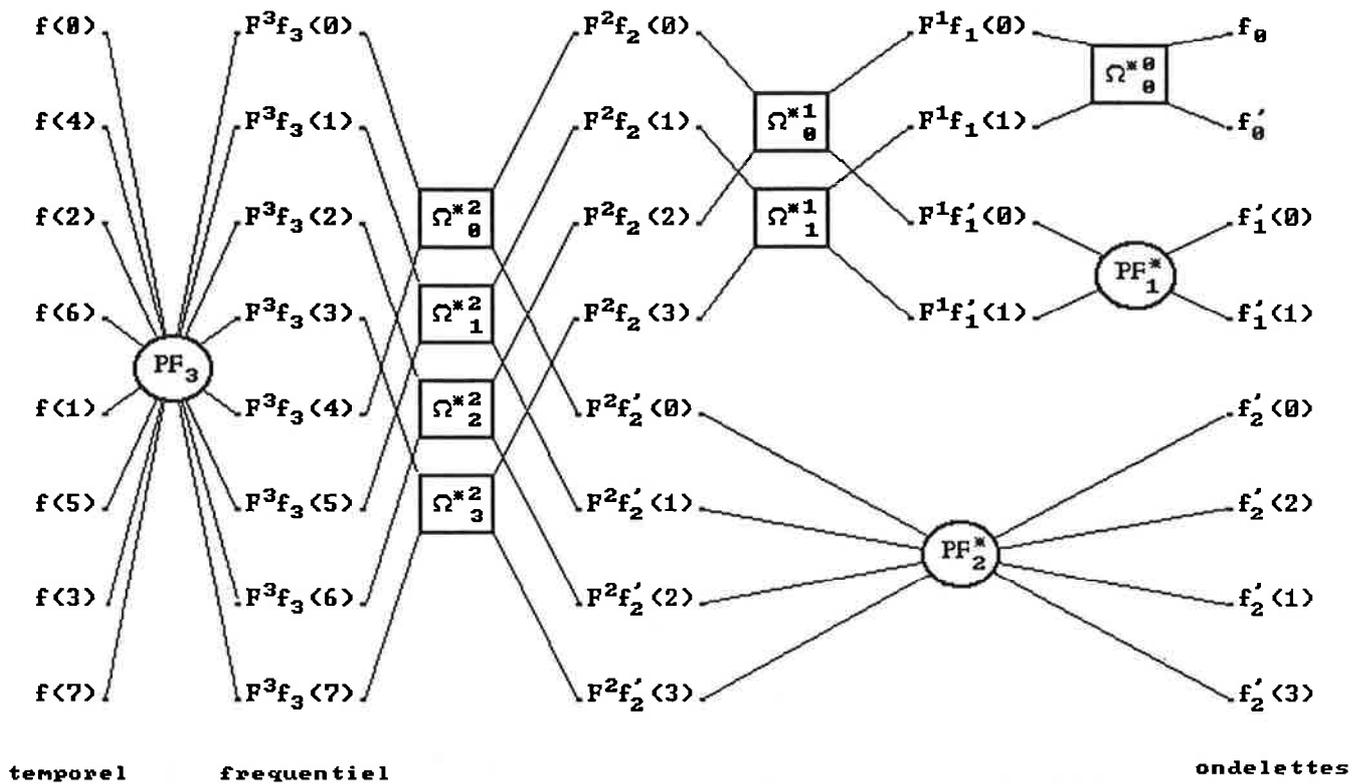 f(0) F³f₃(0) F²f₂(0) F¹f₁(0) f₀
Ω*⁰₀
f(4) F³f₃(1) F²f₂(1) Ω*¹₀ F¹f₁(1) f′₀
f(2) F³f₃(2) Ω*²₀ F²f₂(2) Ω*¹₁ F¹f′₁(0) f′₁(0)
PF*₁
f(6) F³f₃(3) Ω*²₁ F²f₂(3) F¹f′₁(1) f′₁(1)
PF₃
f(1) F³f₃(4) Ω*²₂ F²f′₂(0) f′₂(0)
f(5) F³f₃(5) Ω*²₃ F²f′₂(1) f′₂(2)
PF*₂
f(3) F³f₃(6) F²f′₂(2) f′₂(1)
f(7) F³f₃(7) F²f′₂(3) f′₂(3)
temporel frequentiel ondelettes